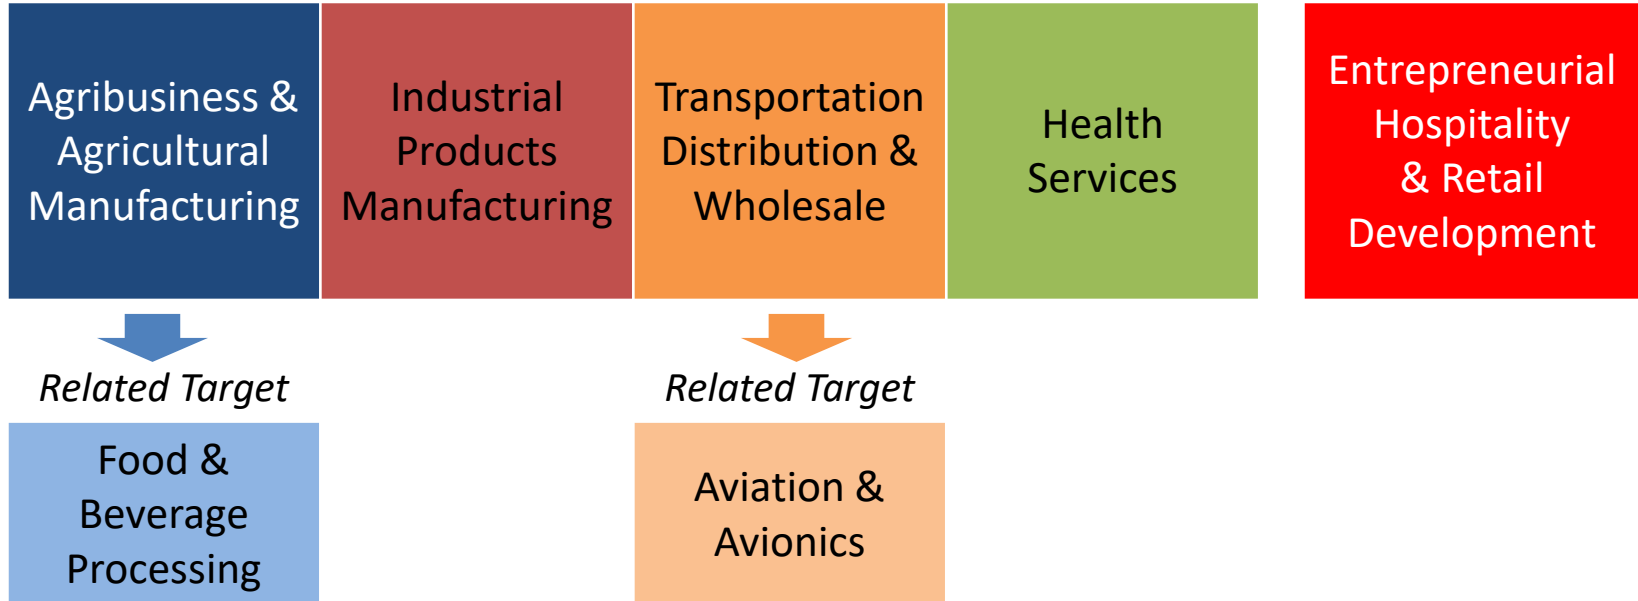 Agribusiness &
Agricultural
Manufacturing
Industrial
Products
Manufacturing
Transportation
Distribution &
Wholesale
Health
Services
Entrepreneurial
Hospitality
& Retail
Development
Related Target
Food &
Beverage
Processing
Related Target
Aviation &
Avionics